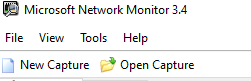 Microsoft Network Monitor 3.4
File View Tools Help
New Capture Open Capture